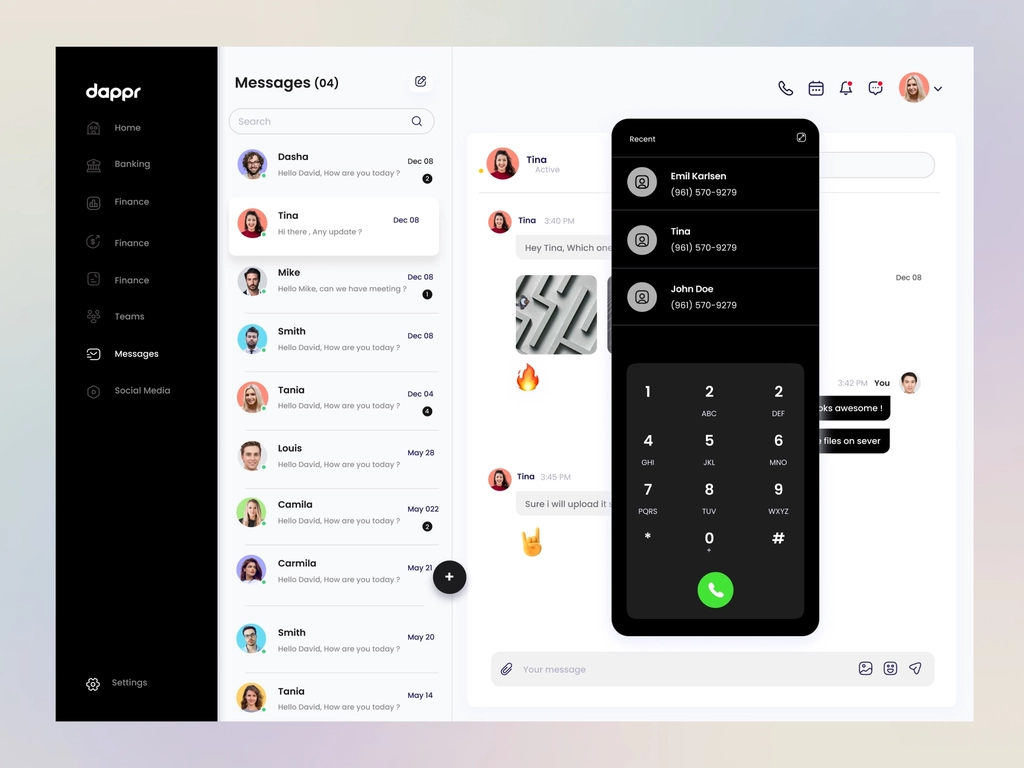 dappr
Home
Banking
Finance
Finance
Finance
Teams
Messages
Social Media
Settings
Messages (04)
Search
Dasha
Dec 08
Hello David, How are you today ?
2
Tina
Dec 08
Hi there , Any update ?
Mike
Dec 08
Hello Mike, can we have meeting ?
1
Smith
Dec 08
Hello David, How are you today ?
Tania
Dec 04
Hello David, How are you today ?
4
Louis
May 28
Hello David, How are you today ?
Camila
May 022
Hello David, How are you today ?
2
Carmila
May 21
Hello David, How are you today ?
+
Smith
May 20
Hello David, How are you today ?
Tania
May 14
Hello David, How are you today ?
Tina
Active
Tina 3:40 PM
Hey Tina, Which one
Dec 08
3:42 PM You
oks awesome !
files on sever
Tina 3:45 PM
Sure i will upload it
Your message
Recent
Emil Karlsen
(961) 570-9279
Tina
(961) 570-9279
John Doe
(961) 570-9279
1 2 2
ABC DEF
4 5 6
GHI JKL MNO
7 8 9
PQRS TUV WXYZ
* 0 #
+